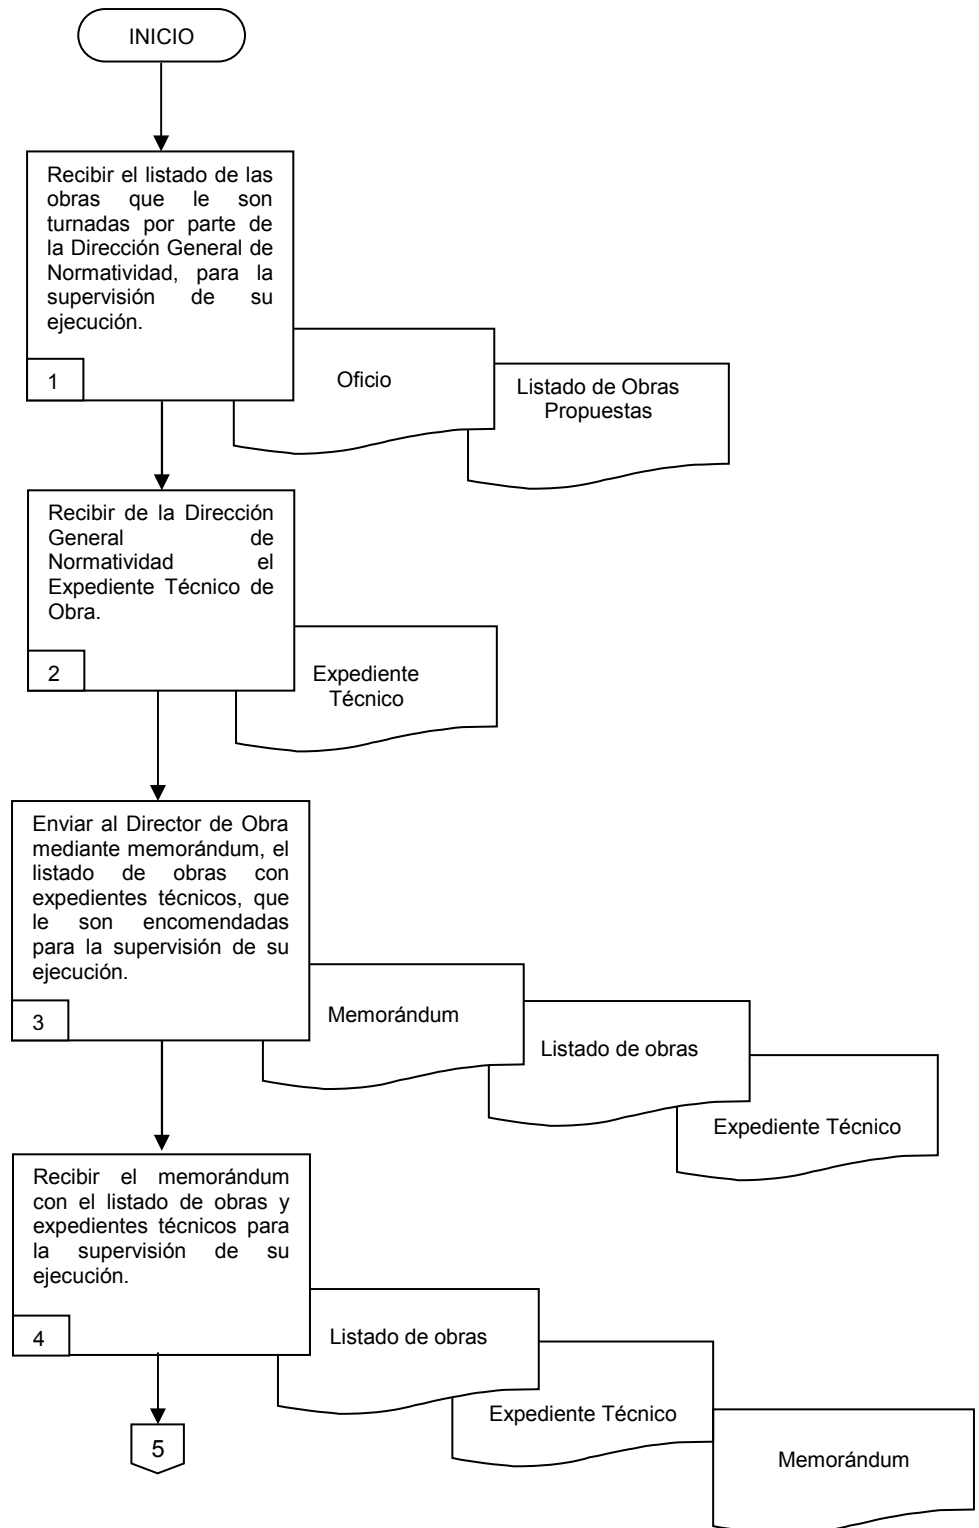 INICIO
Recibir el listado de las
obras que le son
turnadas por parte de
la Dirección General de
Normatividad, para la
supervisión de su
ejecución.
1
Oficio
Listado de Obras
Propuestas
Recibir de la Dirección
General de
Normatividad el
Expediente Técnico de
Obra.
2
Expediente
Técnico
Enviar al Director de Obra
mediante memorándum, el
listado de obras con
expedientes técnicos, que
le son encomendadas
para la supervisión de su
ejecución.
3
Memorándum
Listado de obras
Expediente Técnico
Recibir el memorándum
con el listado de obras y
expedientes técnicos para
la supervisión de su
ejecución.
4
Listado de obras
Expediente Técnico
Memorándum
5